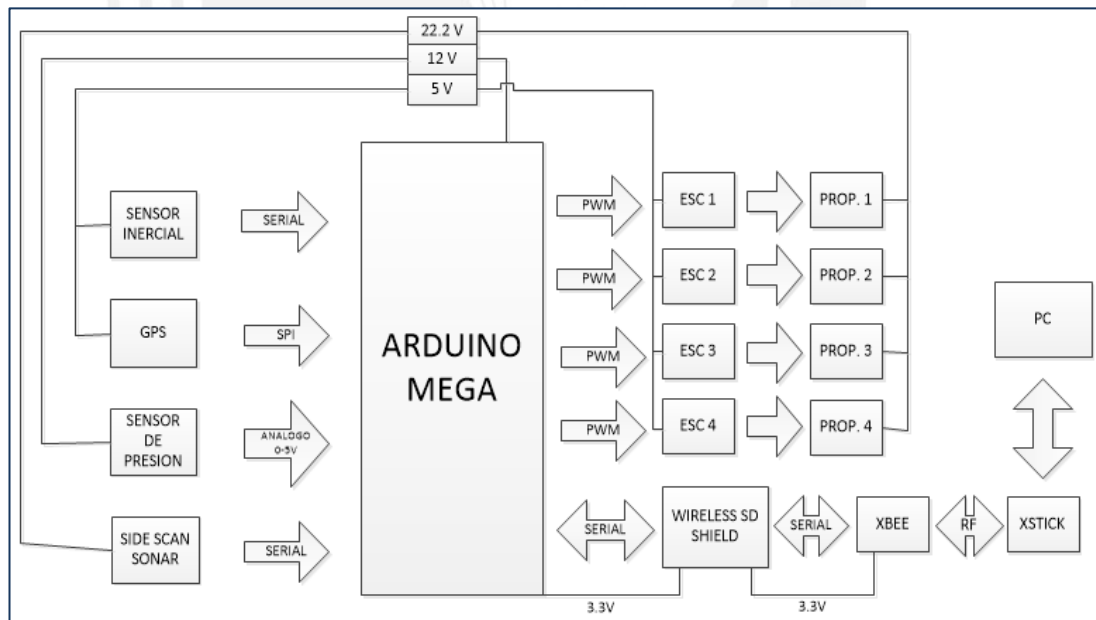 22.2 V
12 V
5 V
SENSOR
INERCIAL
SERIAL
GPS
SPI
SENSOR
DE
PRESION
ANALOGO
0-5V
SIDE SCAN
SONAR
SERIAL
ARDUINO
MEGA
PWM
ESC 1
PROP. 1
PWM
ESC 2
PROP. 2
PWM
ESC 3
PROP. 3
PWM
ESC 4
PROP. 4
PC
SERIAL
WIRELESS SD
SHIELD
SERIAL
XBEE
RF
XSTICK
3.3V
3.3V